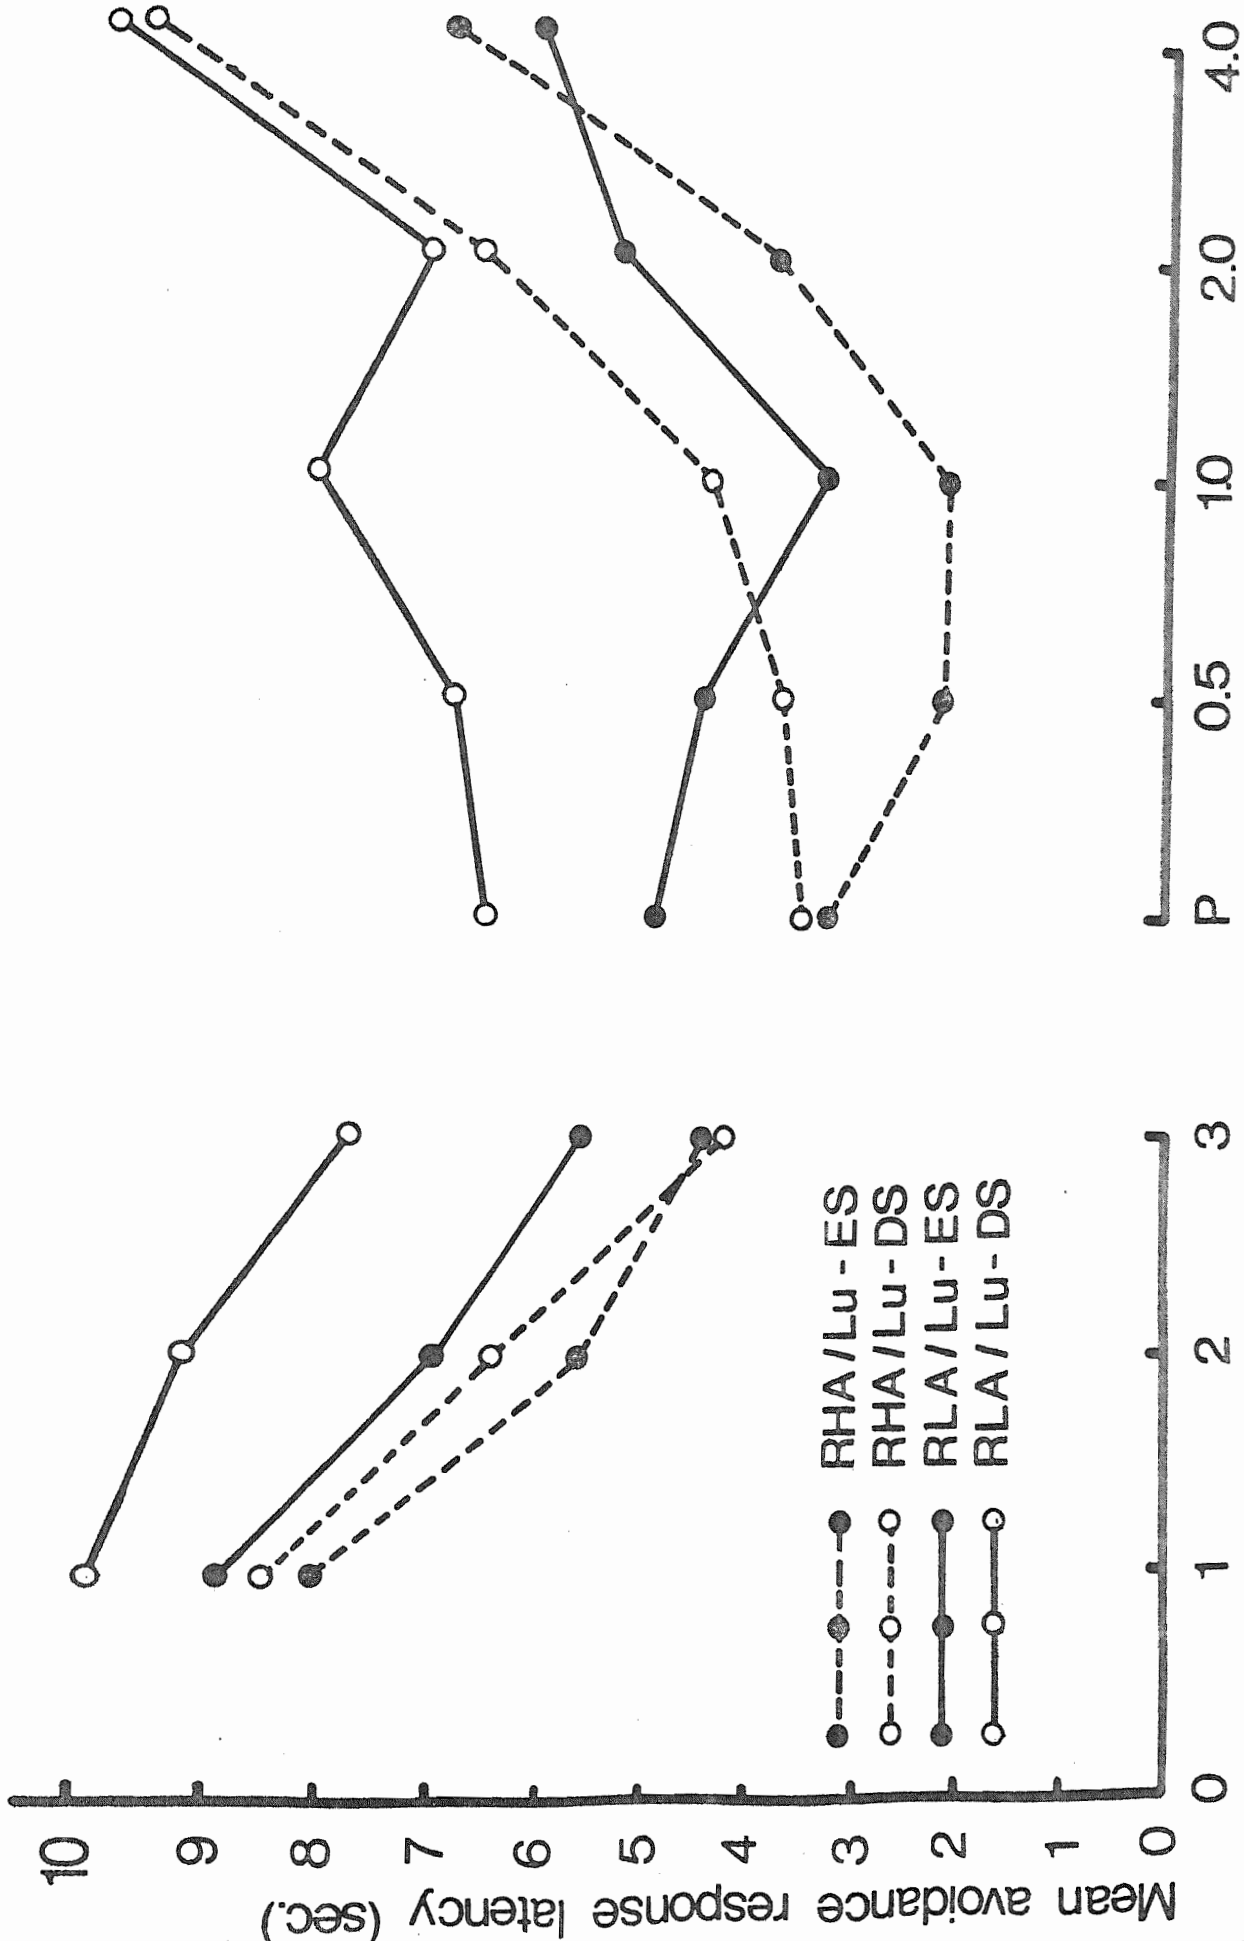 Mean avoidance response latency (sec.)
10
9
8
7
6
5
4
3
2
1
0
RHA/Lu-ES
RHA/Lu-DS
RLA/Lu-ES
RLA/Lu-DS
0 1 2 3 P 0.5 1.0 2.0 4.0